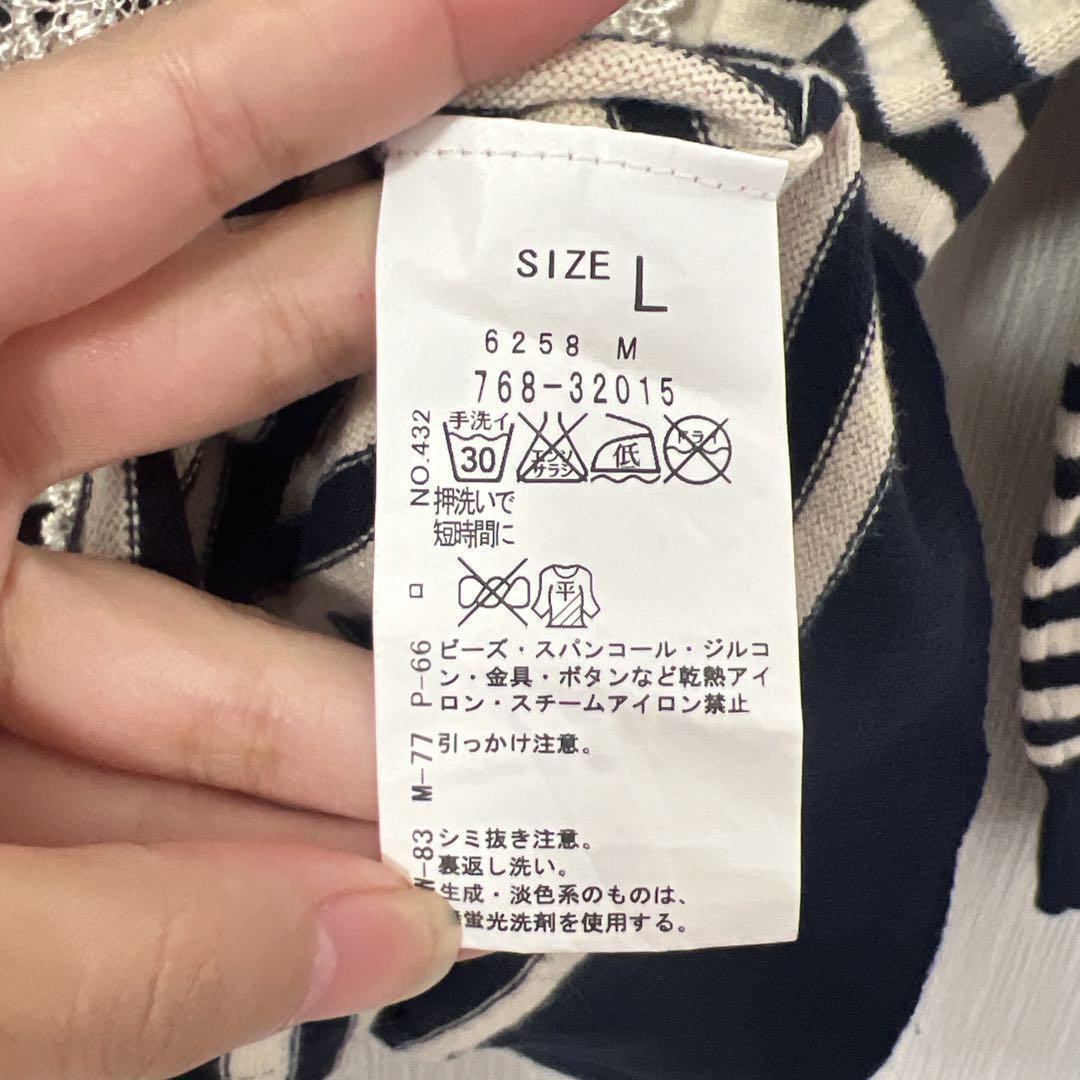 SIZE L
6258 M
768-32015
NO.432
手洗イ
30
エンソ
サラシ
低
ドライ
押洗いで
短時間に
平
P-66
ビーズ・スパンコール・ジルコ
ン・金具・ボタンなど乾熱アイ
ロン・スチームアイロン禁止
M-77
引っかけ注意。
-83
シミ抜き注意。
裏返し洗い。
生成・淡色系のものは、
蛍光洗剤を使用する。